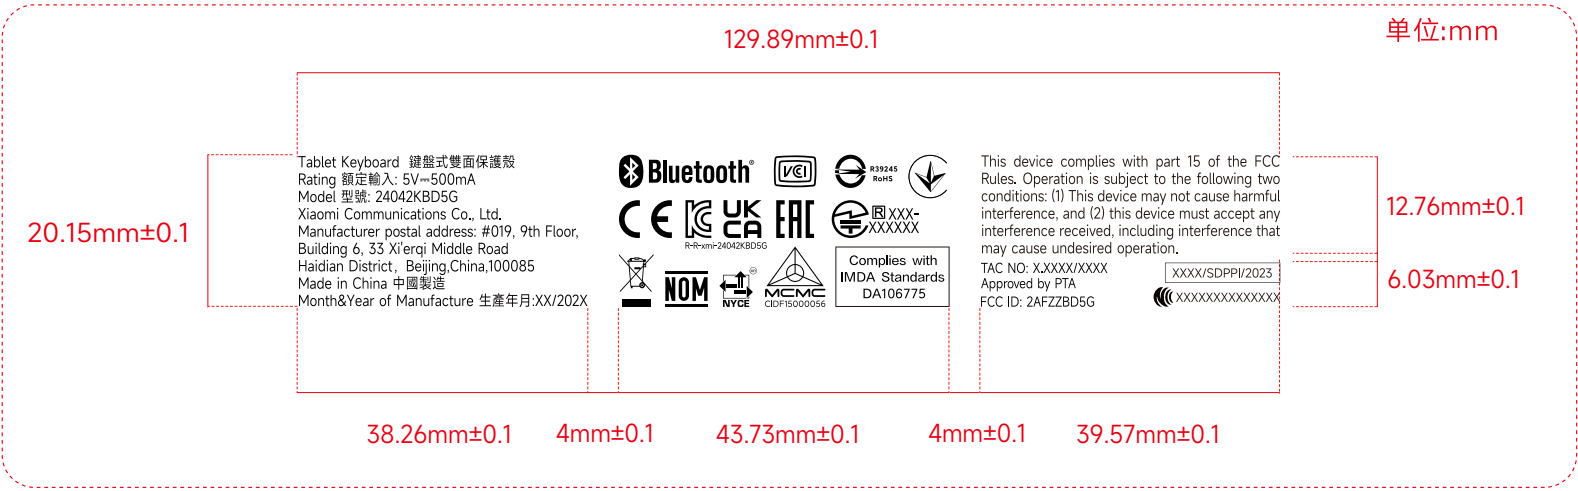 单位:mm
129.89mm±0.1
20.15mm±0.1
Tablet Keyboard 鍵盤式雙面保護殼
Rating 額定輸入: 5V⎓500mA
Model 型號: 24042KBD5G
Xiaomi Communications Co., Ltd.
Manufacturer postal address: #019, 9th Floor,
Building 6, 33 Xi'erqi Middle Road
Haidian District, Beijing,China,100085
Made in China 中國製造
Month&Year of Manufacture 生產年月:XX/202X
Bluetooth®
VCI
R39245
RoHS
CE
UK
CA
EAC
R XXX-
XXXXXX
R-R-xmi-24042KBD5G
NOM
NYCE
MCMC
CIDF15000056
Complies with
IMDA Standards
DA106775
This device complies with part 15 of the FCC
Rules. Operation is subject to the following two
conditions: (1) This device may not cause harmful
interference, and (2) this device must accept any
interference received, including interference that
may cause undesired operation.
TAC NO: X.XXXX/XXXX
Approved by PTA
FCC ID: 2AFZZBD5G
XXXX/SDPPI/2023
XXXXXXXXXXXXXXX
12.76mm±0.1
6.03mm±0.1
38.26mm±0.1
4mm±0.1
43.73mm±0.1
4mm±0.1
39.57mm±0.1